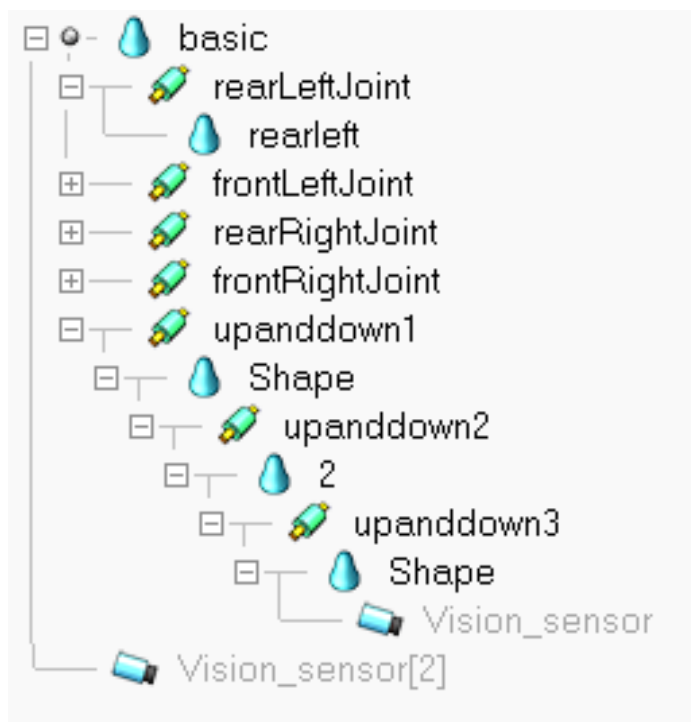 basic
rearLeftJoint
rearleft
frontLeftJoint
rearRightJoint
frontRightJoint
upanddown1
Shape
upanddown2
2
upanddown3
Shape
Vision_sensor
Vision_sensor[2]